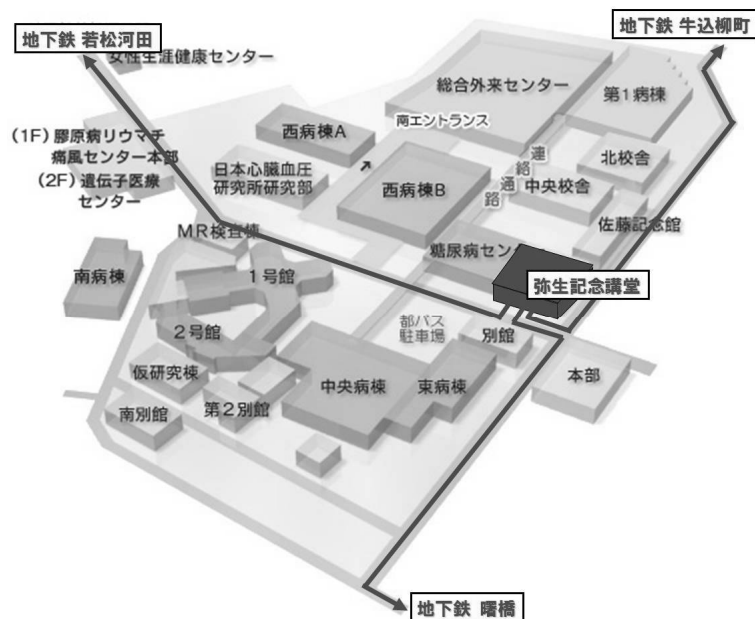 地下鉄 若松河田
地下鉄 牛込柳町
女性生涯健康センター
総合外来センター
第1病棟
南エントランス
西病棟A
(1F) 膠原病リウマチ
痛風センター本部
(2F) 遺伝子医療
センター
日本心臓血圧
研究所研究部
西病棟B
連絡通路
北校舎
中央校舎
佐藤記念館
MR検査棟
糖尿病センタ
弥生記念講堂
南病棟
1号館
2号館
都バス
駐車場
別館
仮研究棟
中央病棟
東病棟
本部
南別館
第2別館
地下鉄 曙橋